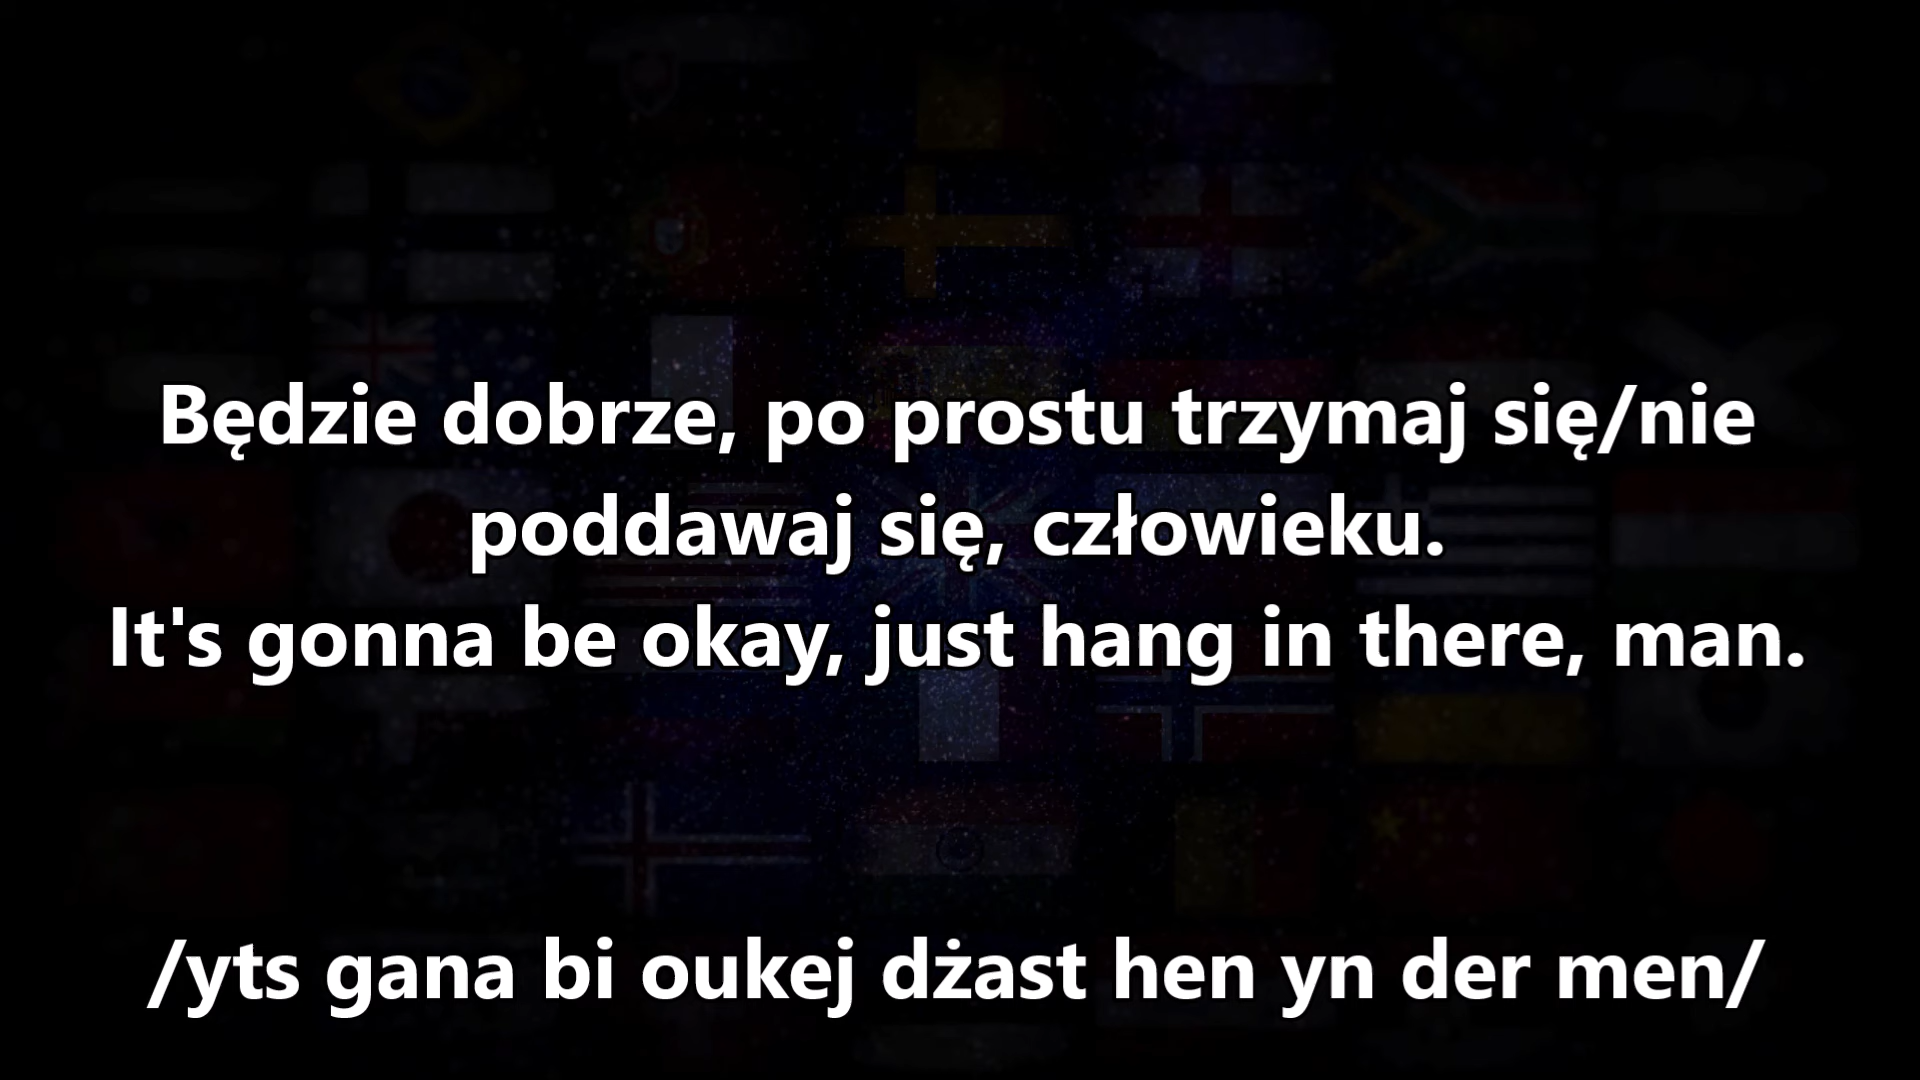 Będzie dobrze, po prostu trzymaj się/nie
poddawaj się, człowieku.
It's gonna be okay, just hang in there, man.
/yts gana bi oukej dżast hen yn der men/